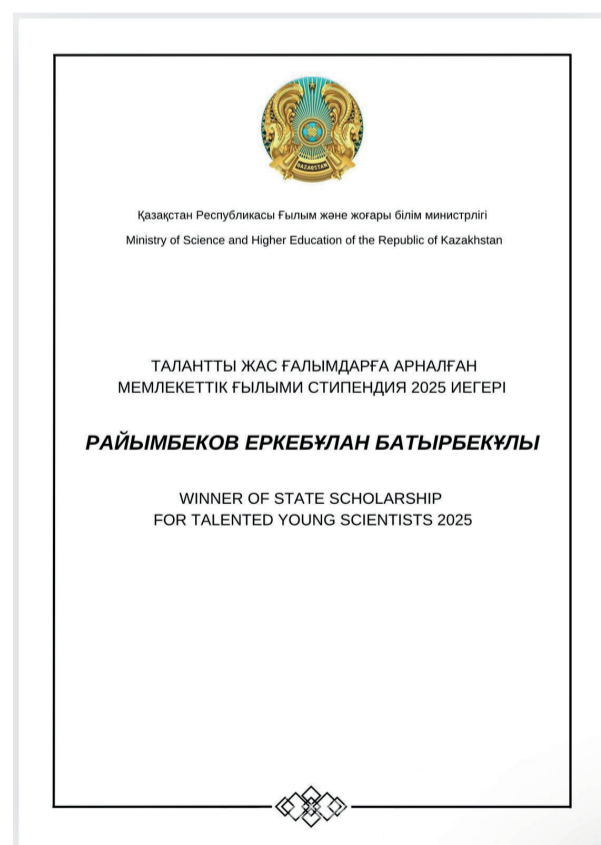 QAZAQSTAN
Қазақстан Республикасы Ғылым және жоғары білім министрлігі
Ministry of Science and Higher Education of the Republic of Kazakhstan
ТАЛАНТТЫ ЖАС ҒАЛЫМДАРҒА АРНАЛҒАН
МЕМЛЕКЕТТІК ҒЫЛЫМИ СТИПЕНДИЯ 2025 ИЕГЕРІ
РАЙЫМБЕКОВ ЕРКЕБҰЛАН БАТЫРБЕКҰЛЫ
WINNER OF STATE SCHOLARSHIP
FOR TALENTED YOUNG SCIENTISTS 2025